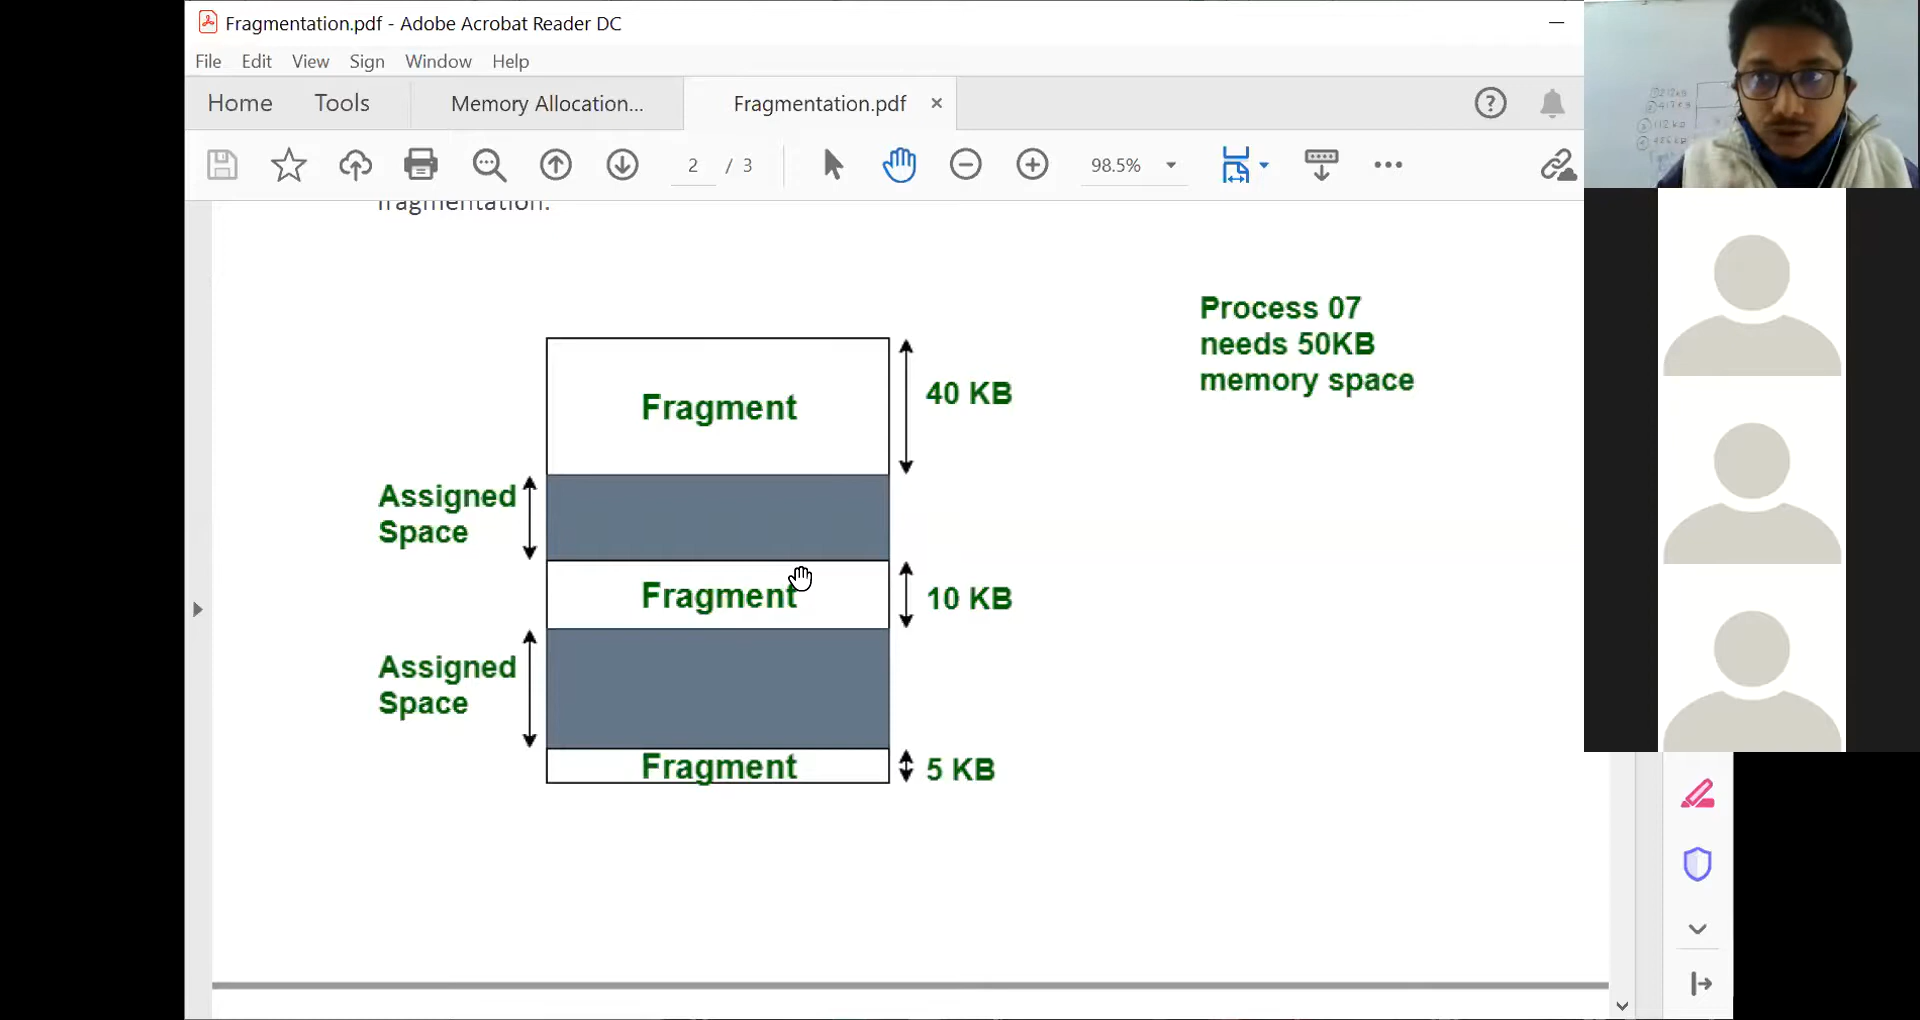 Fragmentation.pdf - Adobe Acrobat Reader DC
File Edit View Sign Window Help
Home Tools Memory Allocation... Fragmentation.pdf
2 / 3 98.5%
fragmentation.
Process 07
needs 50KB
memory space
Fragment
40 KB
Assigned
Space
Fragment
10 KB
Assigned
Space
Fragment
5 KB